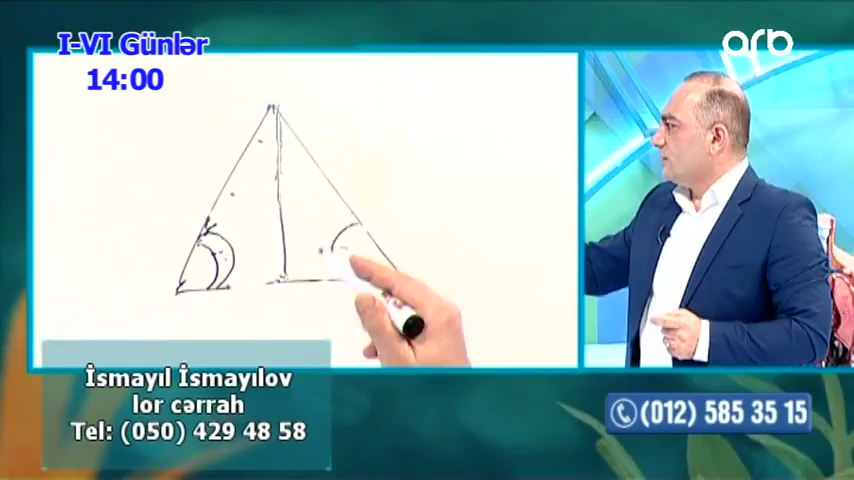 I-VI Günlər
14:00
arb
İsmayıl İsmayılov
lor cərrah
Tel: (050) 429 48 58
(012) 585 35 15